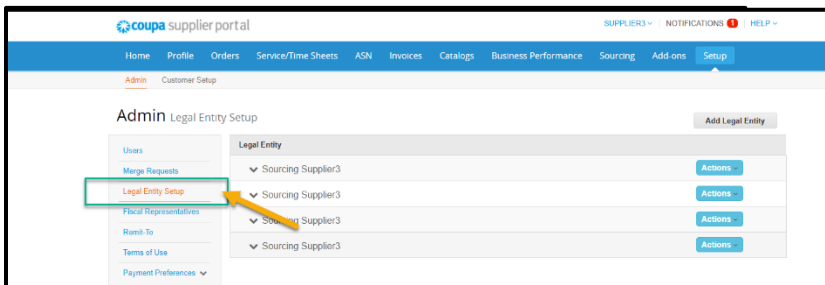 coupa supplier portal
SUPPLIER3 NOTIFICATIONS 1 HELP
Home Profile Orders Service/Time Sheets ASN Invoices Catalogs Business Performance Sourcing Add-ons Setup
Admin Customer Setup
Admin Legal Entity Setup
Add Legal Entity
Users
Merge Requests
Legal Entity Setup
Fiscal Representatives
Remit-To
Terms of Use
Payment Preferences
Legal Entity
Sourcing Supplier3 Actions
Sourcing Supplier3 Actions
Sourcing Supplier3 Actions
Sourcing Supplier3 Actions